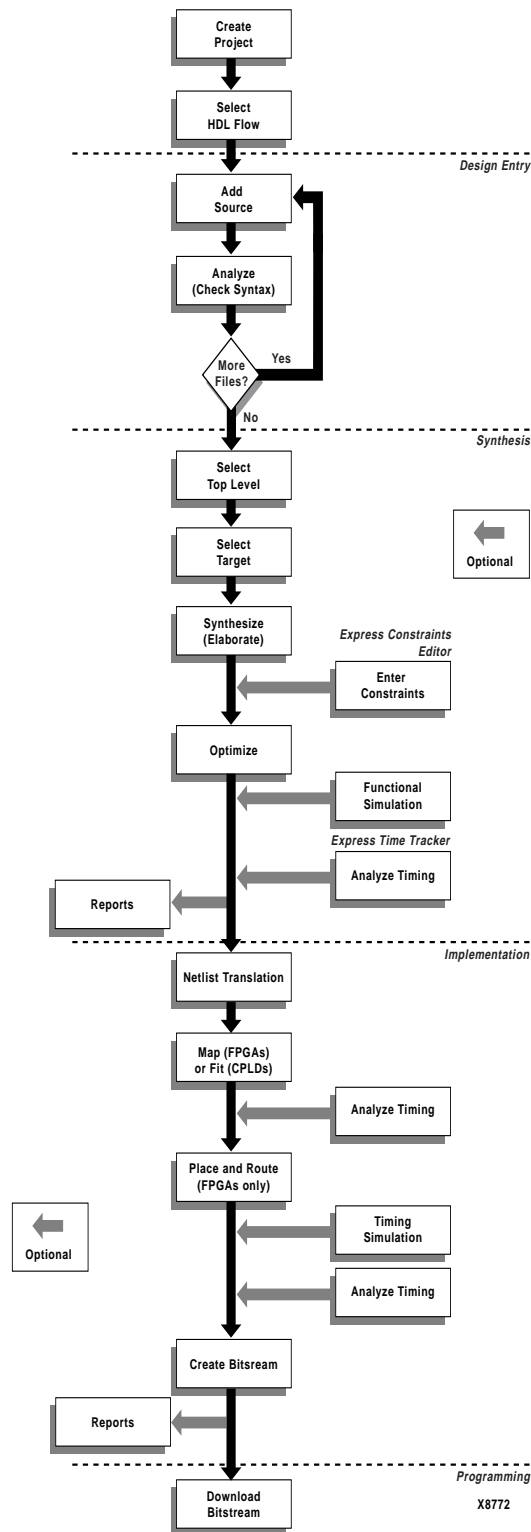 Create
Project
Select
HDL Flow
Design Entry
Add
Source
Analyze
(Check Syntax)
More
Files?
Yes
No
Synthesis
Select
Top Level
Select
Target
Optional
Synthesize
(Elaborate)
Express Constraints
Editor
Enter
Constraints
Optimize
Functional
Simulation
Express Time Tracker
Analyze Timing
Reports
Implementation
Netlist Translation
Map (FPGAs)
or Fit (CPLDs)
Analyze Timing
Place and Route
(FPGAs only)
Timing
Simulation
Optional
Analyze Timing
Create Bitsream
Reports
Programming
Download
Bitstream
X8772